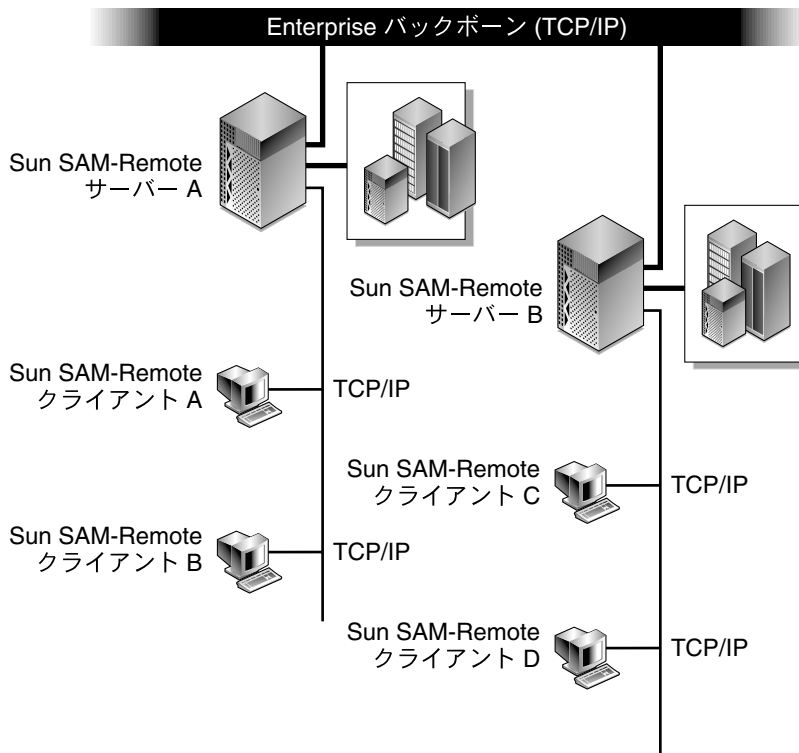 Enterprise バックボーン (TCP/IP)
Sun SAM-Remote
サーバー A
Sun SAM-Remote
サーバー B
Sun SAM-Remote
クライアント A
TCP/IP
Sun SAM-Remote
クライアント C
TCP/IP
Sun SAM-Remote
クライアント B
TCP/IP
Sun SAM-Remote
クライアント D
TCP/IP